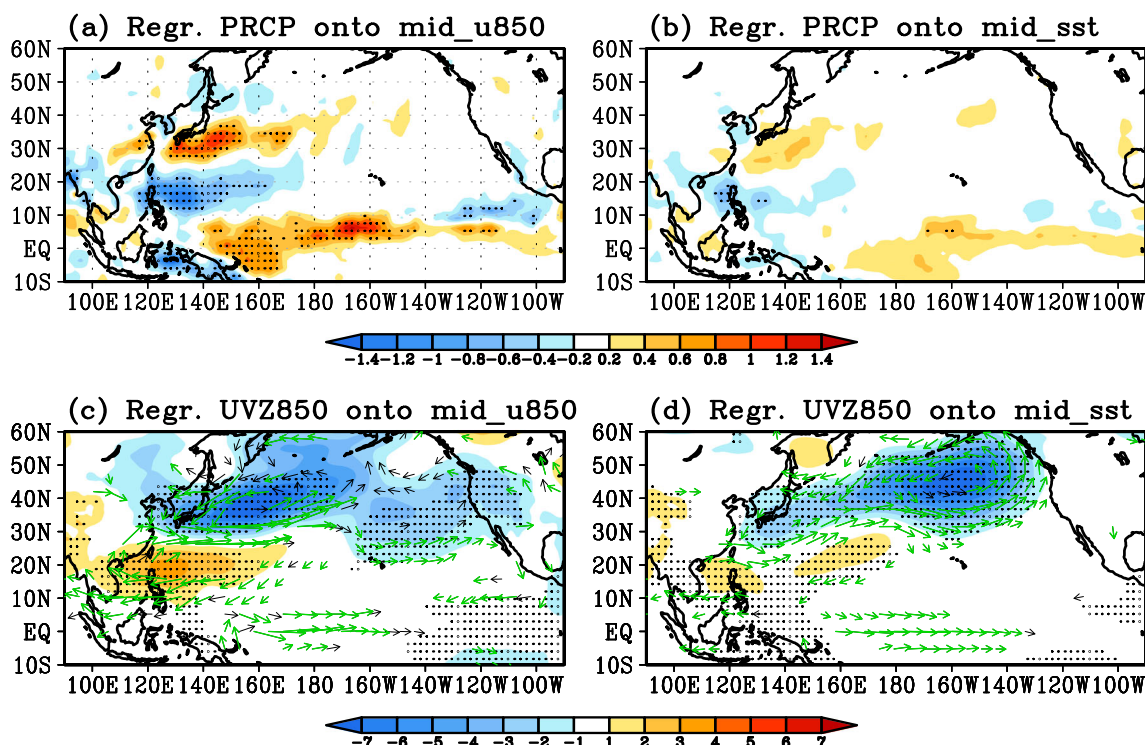 (a) Regr. PRCP onto mid_u850
(b) Regr. PRCP onto mid_sst
60N
50N
40N
30N
20N
10N
EQ
10S
100E 120E 140E 160E 180 160W 140W 120W 100W
60N
50N
40N
30N
20N
10N
EQ
10S
100E 120E 140E 160E 180 160W 140W 120W 100W
-1.4 -1.2 -1 -0.8 -0.6 -0.4 -0.2 0.2 0.4 0.6 0.8 1 1.2 1.4
(c) Regr. UVZ850 onto mid_u850
(d) Regr. UVZ850 onto mid_sst
60N
50N
40N
30N
20N
10N
EQ
10S
100E 120E 140E 160E 180 160W 140W 120W 100W
60N
50N
40N
30N
20N
10N
EQ
10S
100E 120E 140E 160E 180 160W 140W 120W 100W
-7 -6 -5 -4 -3 -2 -1 1 2 3 4 5 6 7